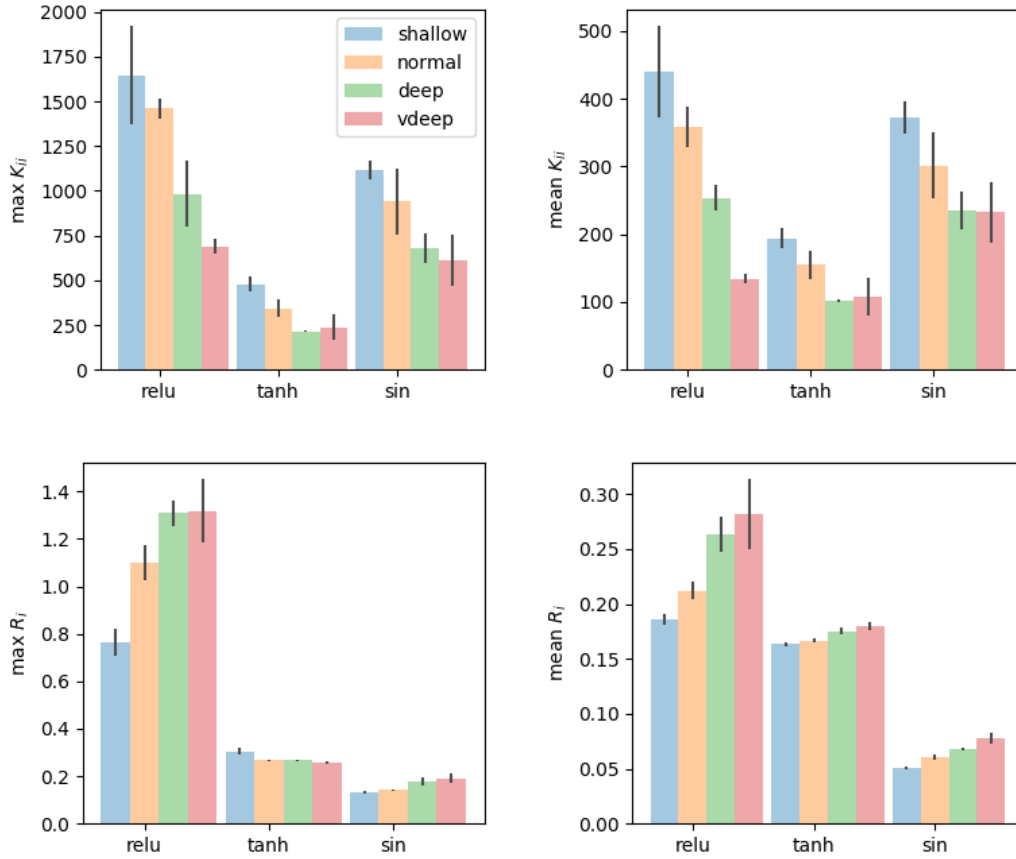 2000
1750
1500
1250
1000
750
500
250
0
max K_ii
shallow
normal
deep
vdeep
relu tanh sin
500
400
300
200
100
0
mean K_ii
relu tanh sin
1.4
1.2
1.0
0.8
0.6
0.4
0.2
0.0
max R_i
relu tanh sin
0.30
0.25
0.20
0.15
0.10
0.05
0.00
mean R_i
relu tanh sin